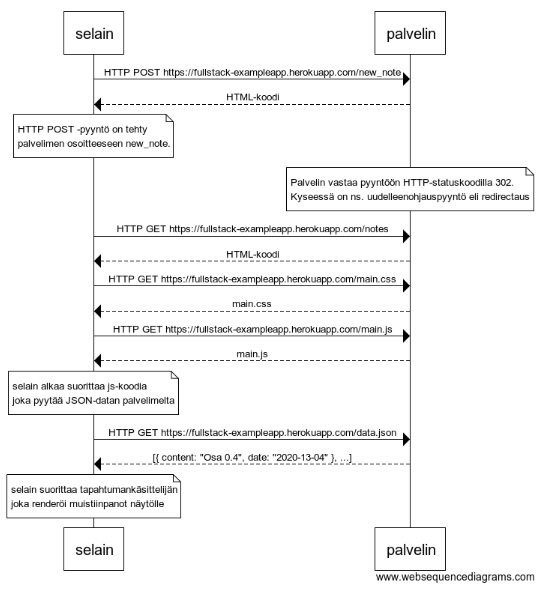 selain
palvelin
HTTP POST https://fullstack-exampleapp.herokuapp.com/new_note
HTML-koodi
HTTP POST -pyyntö on tehty
palvelimen osoitteeseen new_note.
Palvelin vastaa pyyntöön HTTP-statuskoodilla 302.
Kyseessä on ns. uudelleenohjauspyyntö eli redirectaus
HTTP GET https://fullstack-exampleapp.herokuapp.com/notes
HTML-koodi
HTTP GET https://fullstack-exampleapp.herokuapp.com/main.css
main.css
HTTP GET https://fullstack-exampleapp.herokuapp.com/main.js
main.js
selain alkaa suorittaa js-koodia
joka pyytää JSON-datan palvelimelta
HTTP GET https://fullstack-exampleapp.herokuapp.com/data.json
[{ content: "Osa 0.4", date: "2020-13-04" }, ...]
selain suorittaa tapahtumankäsittelijän
joka renderöi muistiinpanot näytölle
selain
palvelin
www.websequencediagrams.com